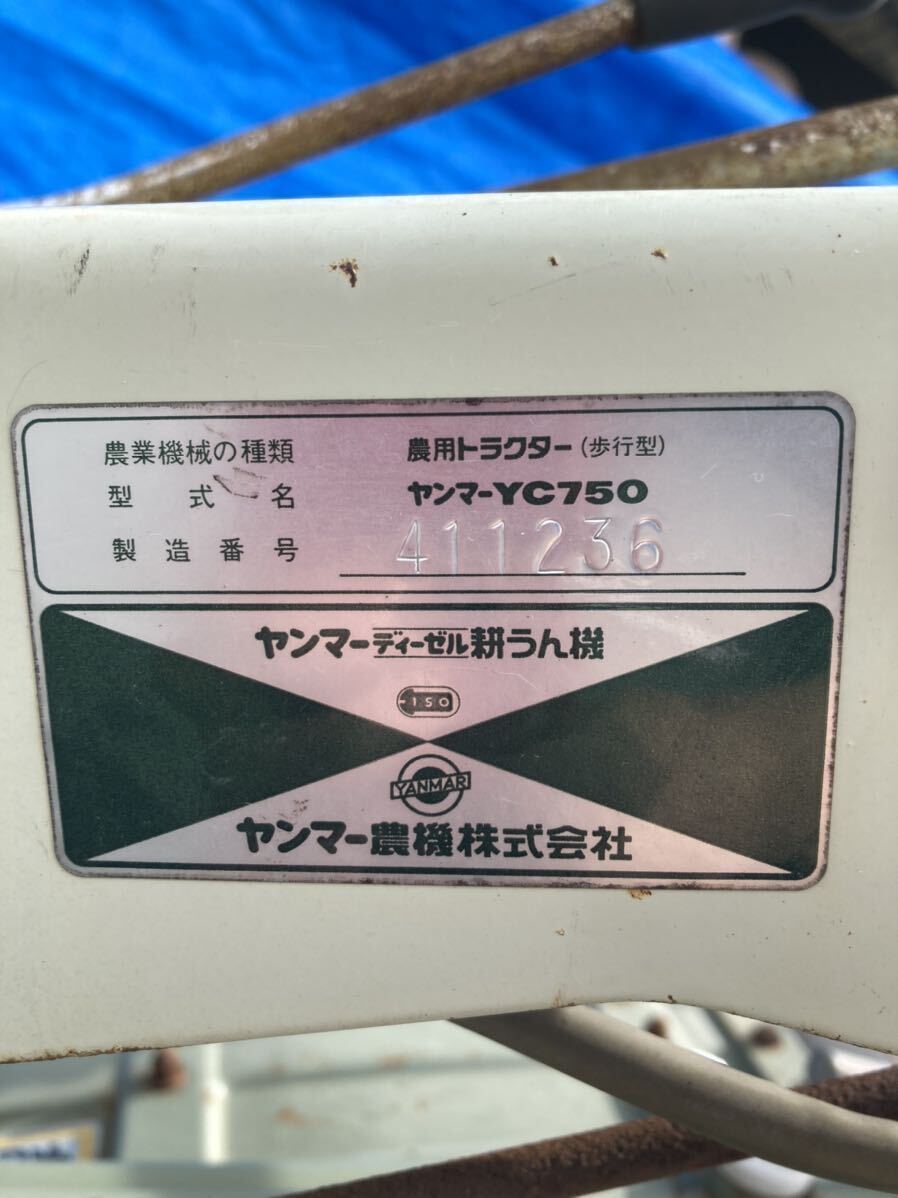 農業機械の種類 農用トラクター(歩行型)
型式名 ヤンマーYC750
製造番号 411236
ヤンマーディーゼル耕うん機
ISO
YANMAR
ヤンマー農機株式会社